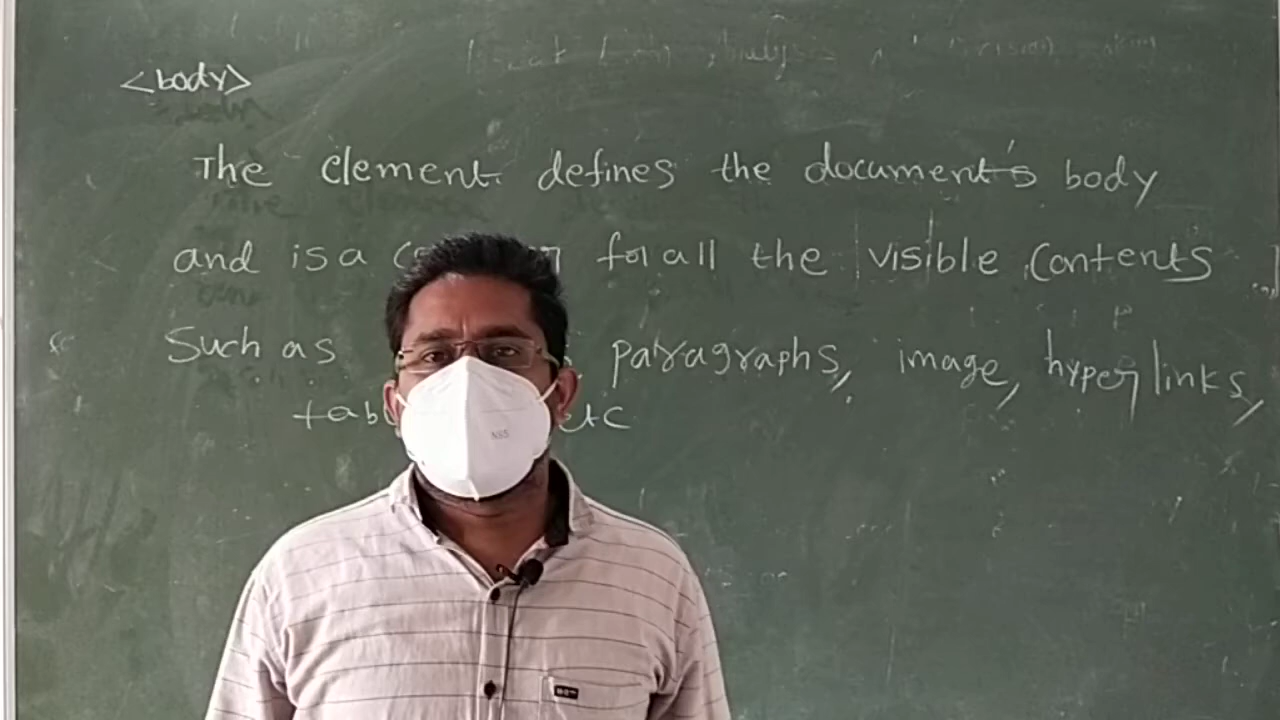 <body>
The element defines the document's body
and is a for all the visible contents
Such as paragraphs, image, hyperlinks,
etc
N95